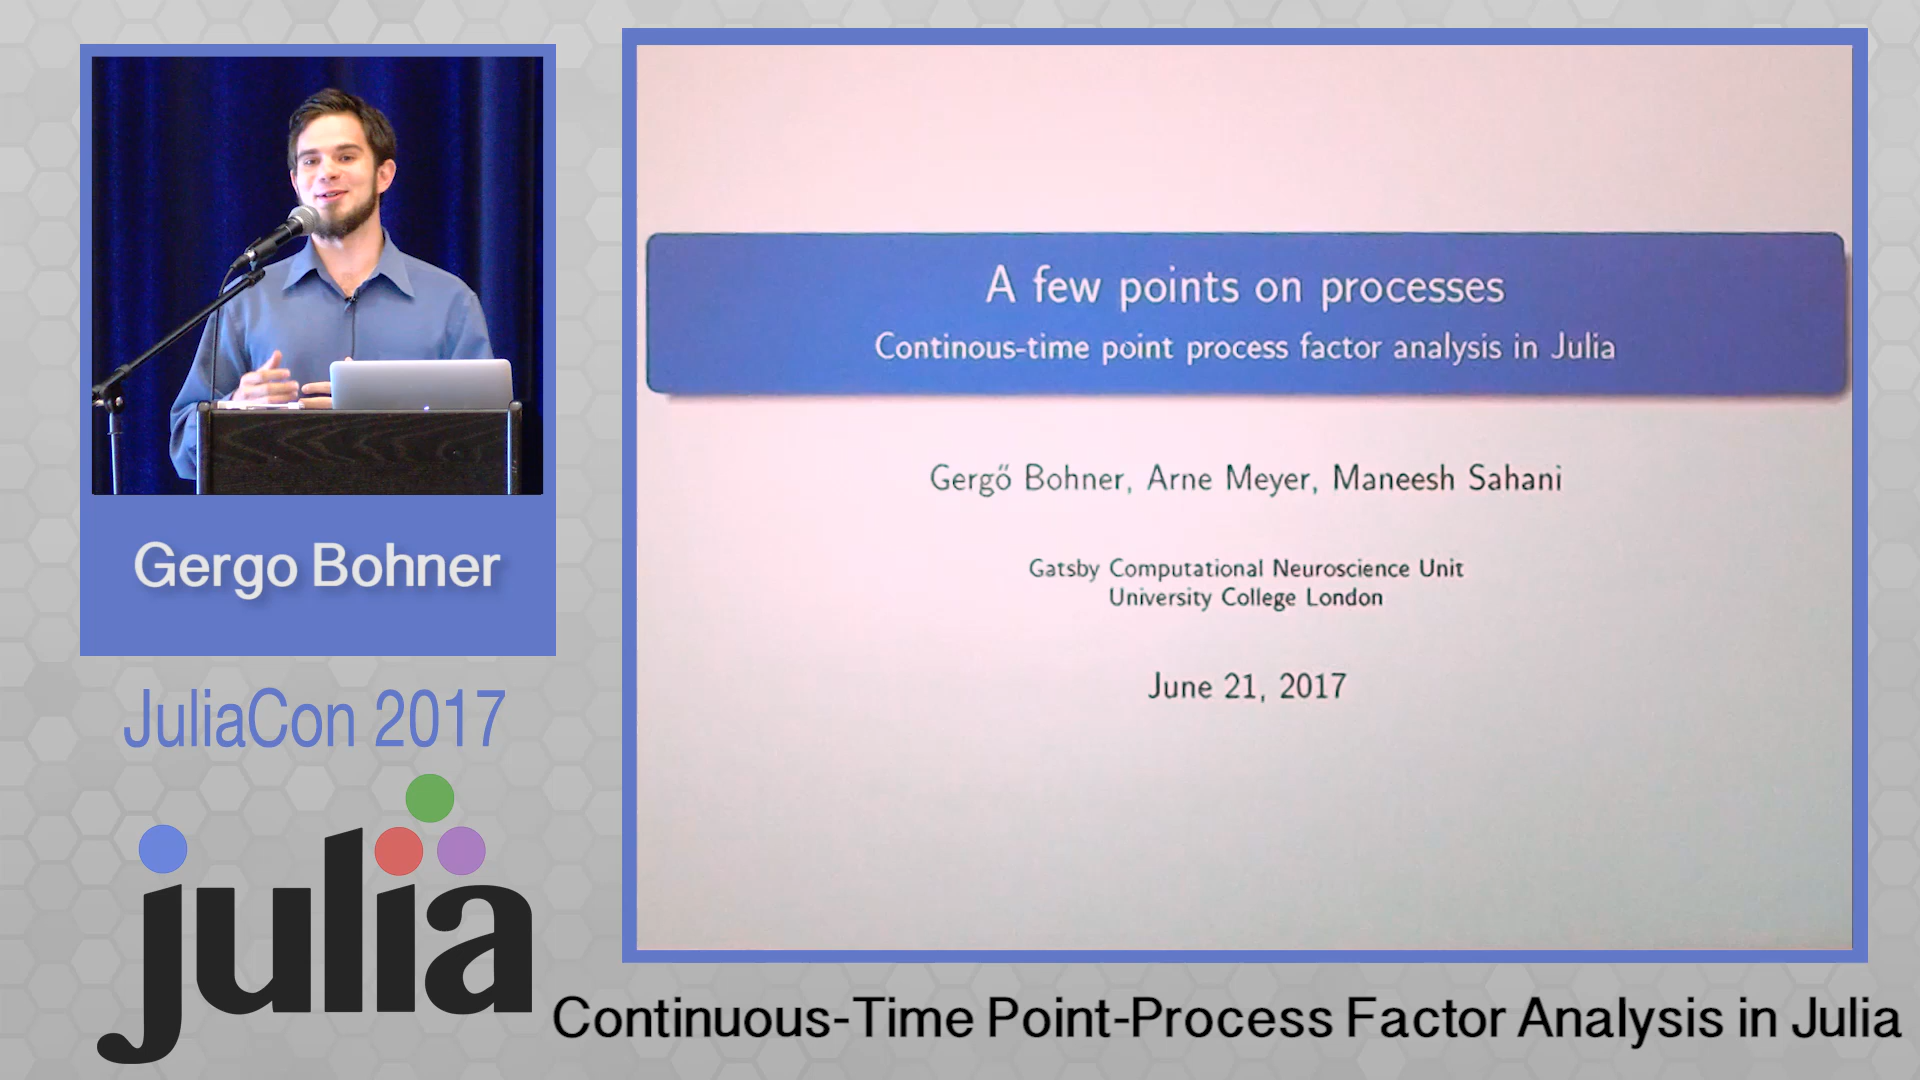 A few points on processes
Continous-time point process factor analysis in Julia
Gergő Bohner, Arne Meyer, Maneesh Sahani
Gatsby Computational Neuroscience Unit
University College London
June 21, 2017
Gergo Bohner
JuliaCon 2017
julia
Continuous-Time Point-Process Factor Analysis in Julia